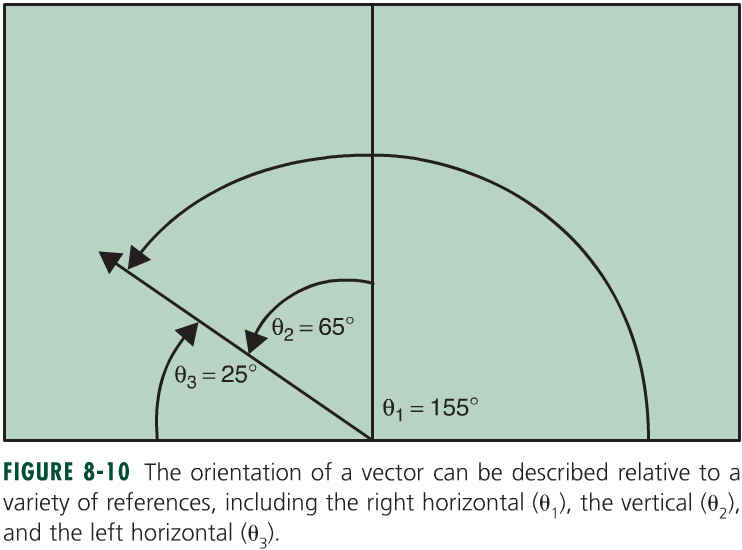 θ2 = 65°
θ3 = 25°
θ1 = 155°
FIGURE 8-10 The orientation of a vector can be described relative to a
variety of references, including the right horizontal (θ1), the vertical (θ2),
and the left horizontal (θ3).